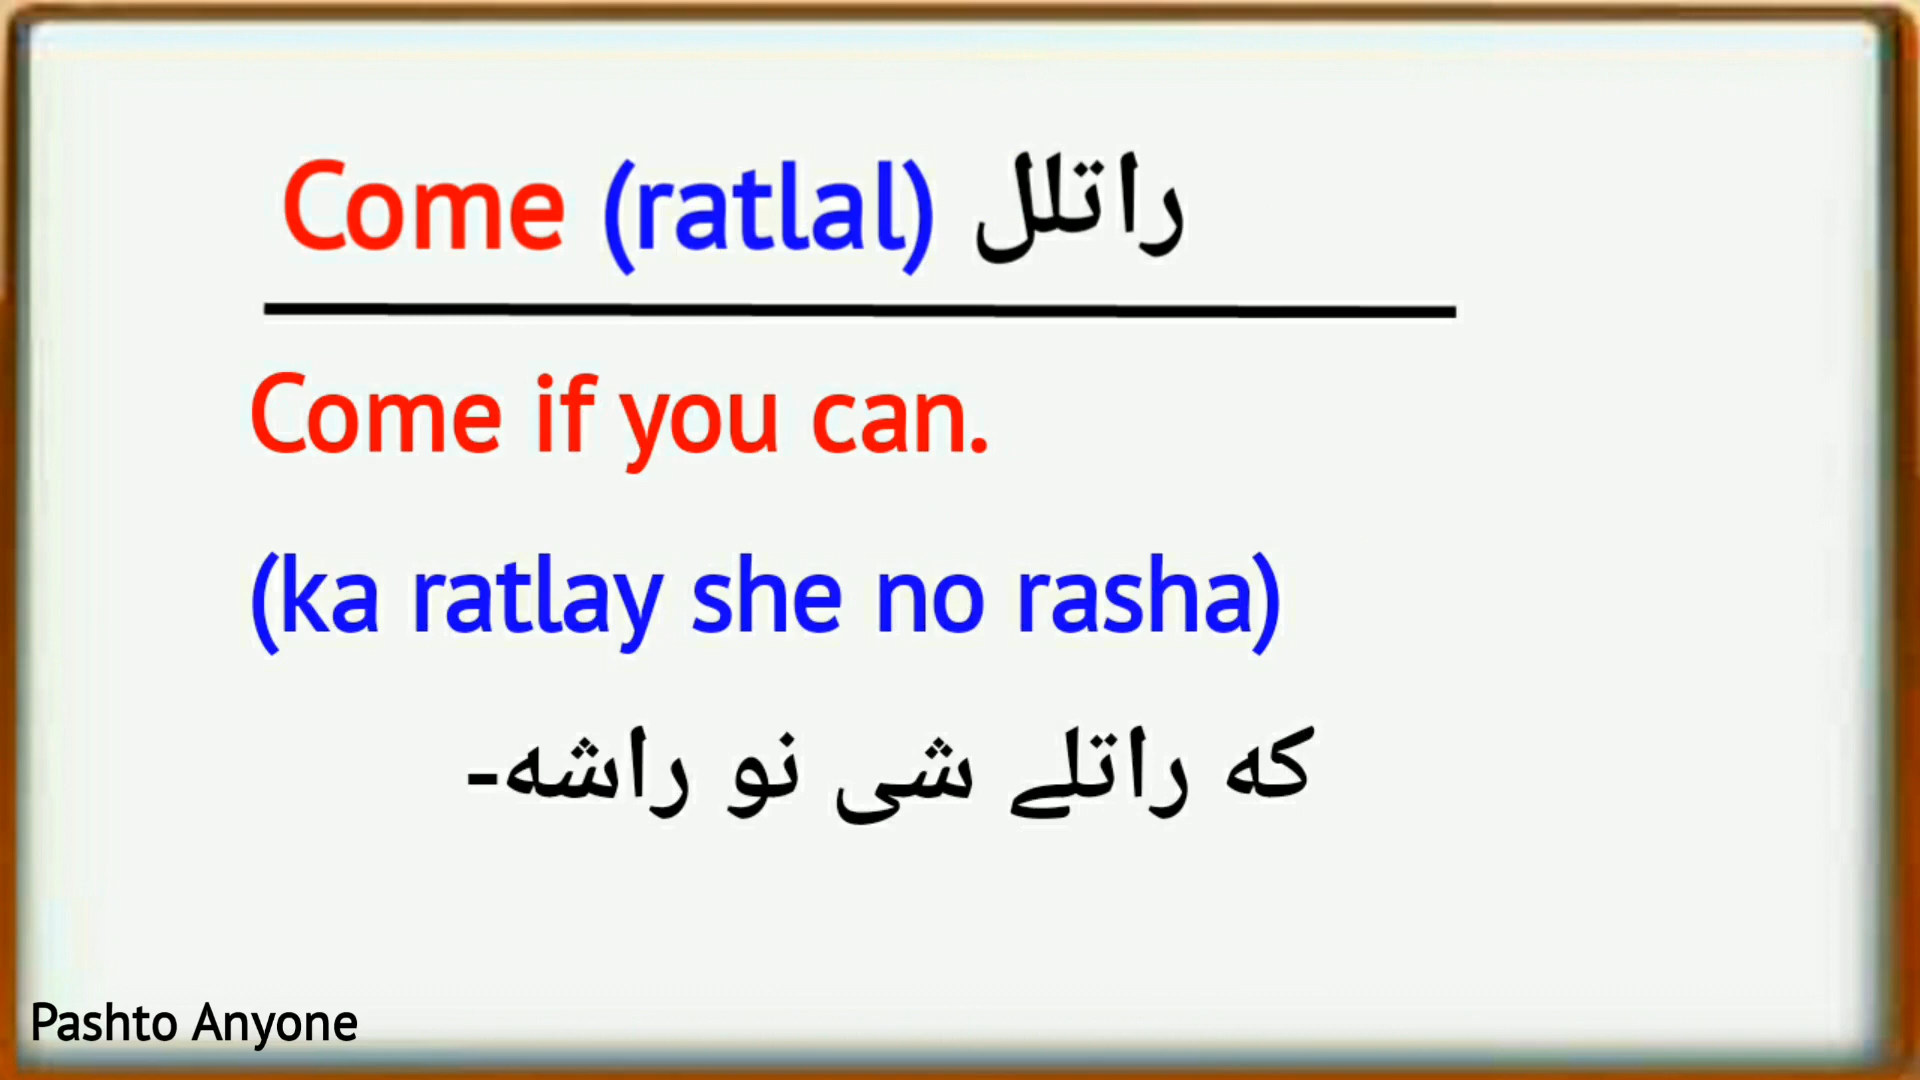 Come (ratlal) راتلل
Come if you can.
(ka ratlay she no rasha)
که راتلے شی نو راشه-
Pashto Anyone